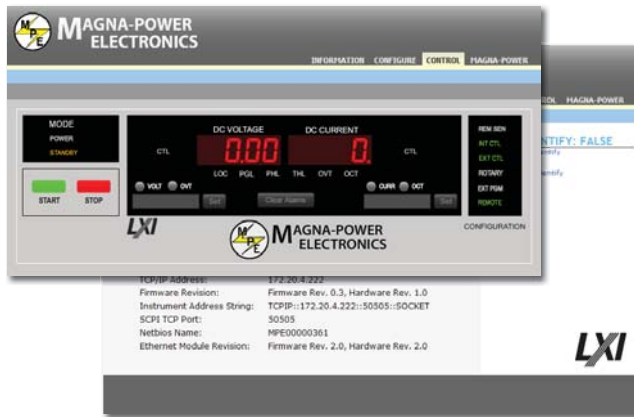 MPE MAGNA-POWER
ELECTRONICS
INFORMATION CONFIGURE CONTROL MAGNA-POWER
MAGNA-POWER
NTIFY: FALSE
MODE
POWER
STANDBY
START STOP
DC VOLTAGE DC CURRENT
CTL 0.00 0. CTL
LOC PGL PHL THL OVT OCT
VOLT OVT CURR OCT
Set Clear Alarms Set
REM SEN
INT CTL
EXT CTL
ROTARY
EXT PGM
REMOTE
CONFIGURATION
LXI MPE MAGNA-POWER
ELECTRONICS
TCP/IP Address: 172.20.4.222
Firmware Revision: Firmware Rev. 0.3, Hardware Rev. 1.0
Instrument Address String: TCPIP::172.20.4.222::50505::SOCKET
SCPI TCP Port: 50505
Netbios Name: MPE00000361
Ethernet Module Revision: Firmware Rev. 2.0, Hardware Rev. 2.0
LXI